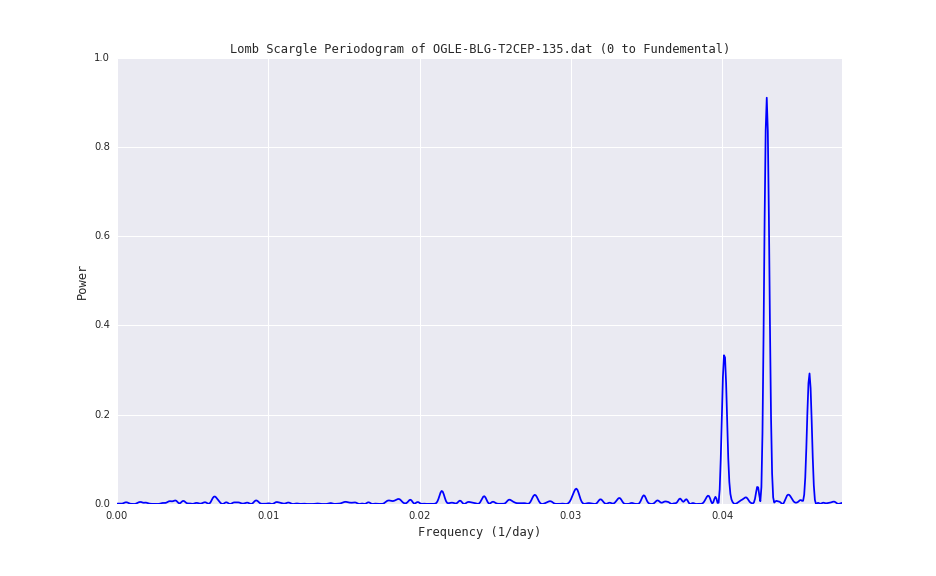 Lomb Scargle Periodogram of OGLE-BLG-T2CEP-135.dat (0 to Fundemental)
1.0
0.8
0.6
0.4
0.2
0.0
Power
0.00 0.01 0.02 0.03 0.04
Frequency (1/day)